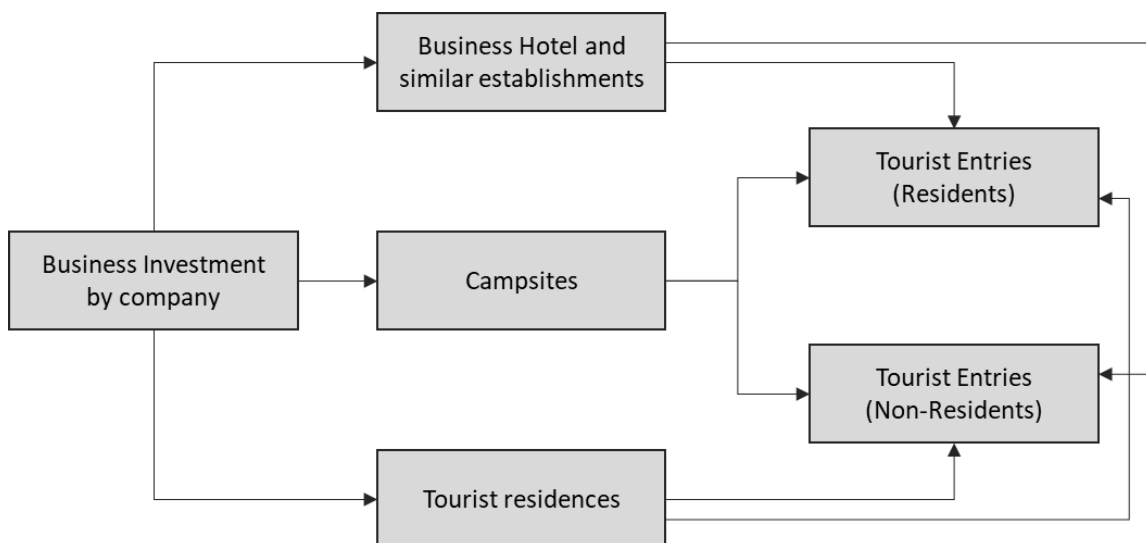 Business Hotel and
similar establishments
Tourist Entries
(Residents)
Business Investment
by company
Campsites
Tourist Entries
(Non-Residents)
Tourist residences